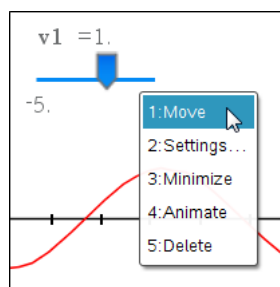 v1 =1.
-5.
1:Move
2:Settings...
3:Minimize
4:Animate
5:Delete